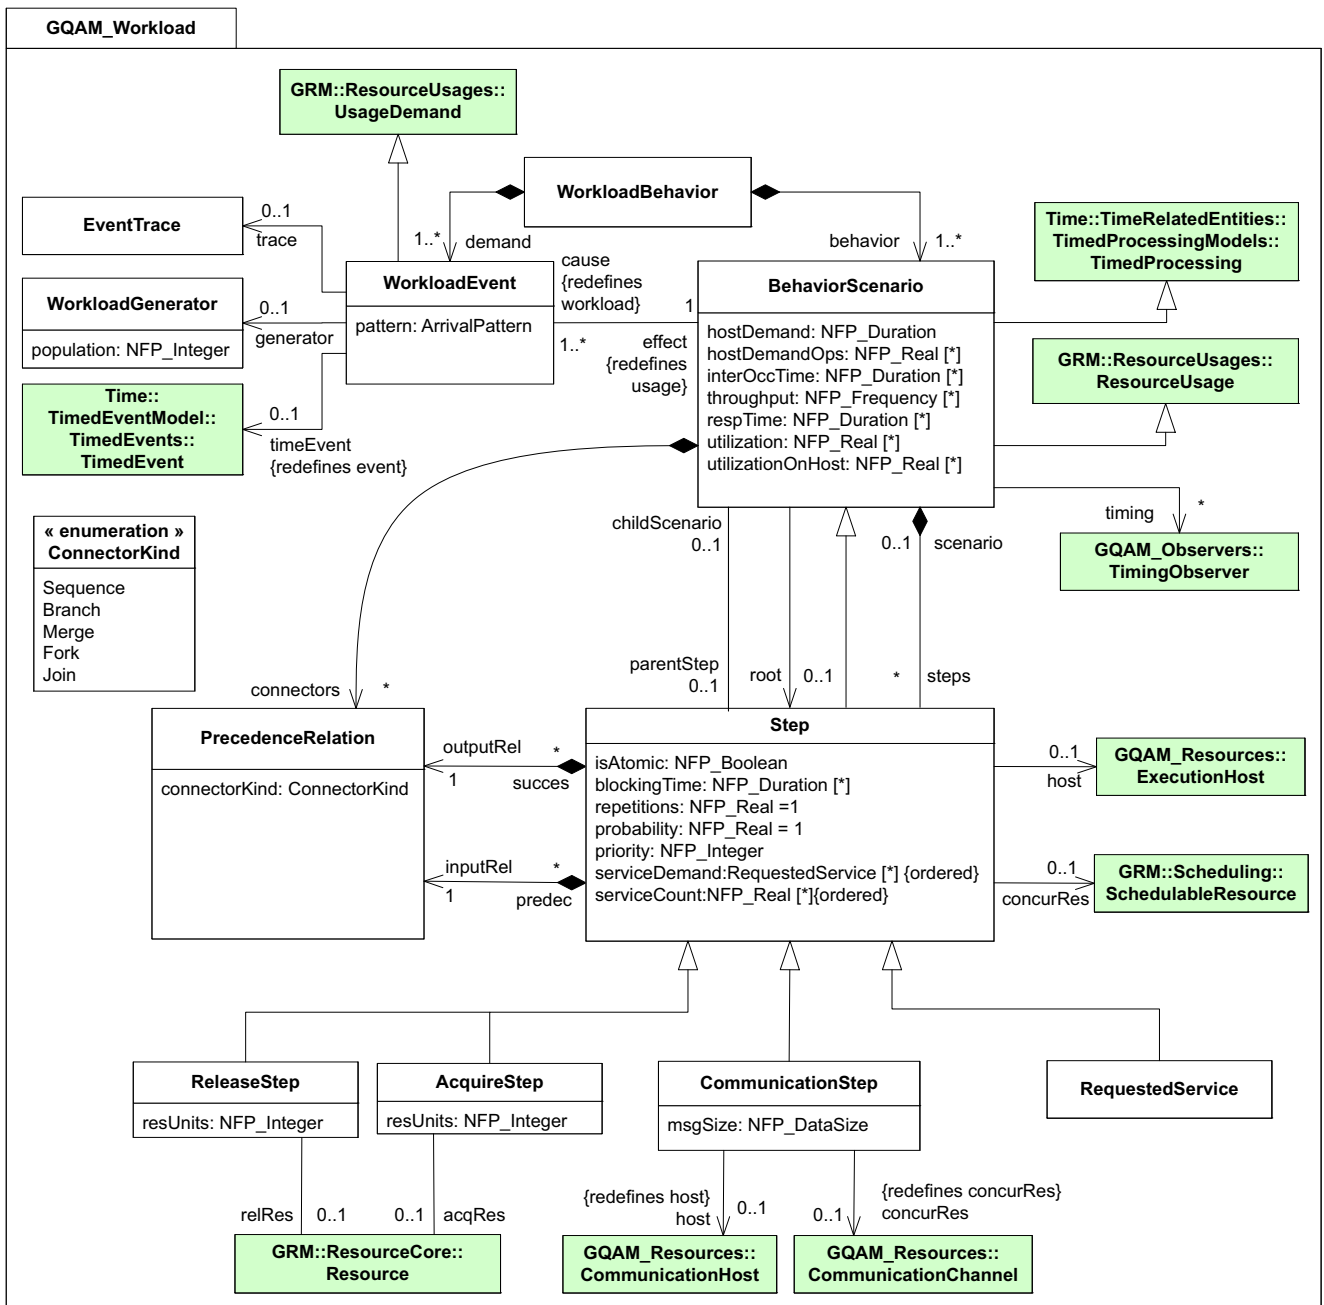 GQAM_Workload
GRM::ResourceUsages::
UsageDemand
WorkloadBehavior
EventTrace
0..1
trace
1..*
demand
behavior
1..*
Time::TimeRelatedEntities::
TimedProcessingModels::
TimedProcessing
WorkloadGenerator
population: NFP_Integer
0..1
generator
WorkloadEvent
pattern: ArrivalPattern
cause
{redefines
workload}
1
1..*
effect
{redefines
usage}
BehaviorScenario
hostDemand: NFP_Duration
hostDemandOps: NFP_Real [*]
interOccTime: NFP_Duration [*]
throughput: NFP_Frequency [*]
respTime: NFP_Duration [*]
utilization: NFP_Real [*]
utilizationOnHost: NFP_Real [*]
GRM::ResourceUsages::
ResourceUsage
Time::
TimedEventModel::
TimedEvents::
TimedEvent
0..1
timeEvent
{redefines event}
timing
*
GQAM_Observers::
TimingObserver
« enumeration »
ConnectorKind
Sequence
Branch
Merge
Fork
Join
childScenario
0..1
0..1
scenario
parentStep
0..1
root
0..1
*
steps
connectors
*
PrecedenceRelation
connectorKind: ConnectorKind
outputRel
*
1
succes
inputRel
*
1
predec
Step
isAtomic: NFP_Boolean
blockingTime: NFP_Duration [*]
repetitions: NFP_Real =1
probability: NFP_Real = 1
priority: NFP_Integer
serviceDemand:RequestedService [*] {ordered}
serviceCount:NFP_Real [*]{ordered}
0..1
host
GQAM_Resources::
ExecutionHost
0..1
concurRes
GRM::Scheduling::
SchedulableResource
ReleaseStep
resUnits: NFP_Integer
AcquireStep
resUnits: NFP_Integer
CommunicationStep
msgSize: NFP_DataSize
RequestedService
relRes
0..1
0..1
acqRes
GRM::ResourceCore::
Resource
{redefines host}
host
0..1
{redefines concurRes}
0..1
concurRes
GQAM_Resources::
CommunicationHost
GQAM_Resources::
CommunicationChannel